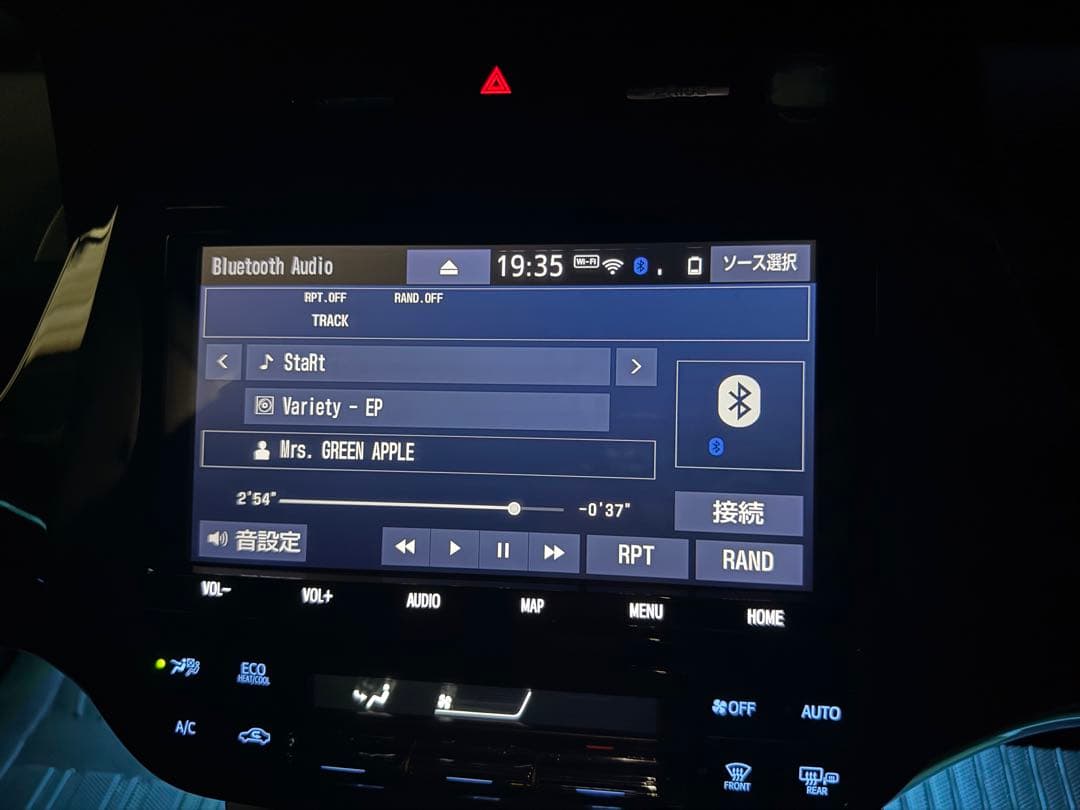 Bluetooth Audio
19:35
Wi-Fi
ソース選択
RPT.OFF RAND.OFF
TRACK
StaRt
Variety - EP
Mrs. GREEN APPLE
2'54"
-0'37"
接続
音設定
RPT
RAND
VOL-
VOL+
AUDIO
MAP
MENU
HOME
ECO
HEAT/COOL
OFF
AUTO
A/C
FRONT
REAR